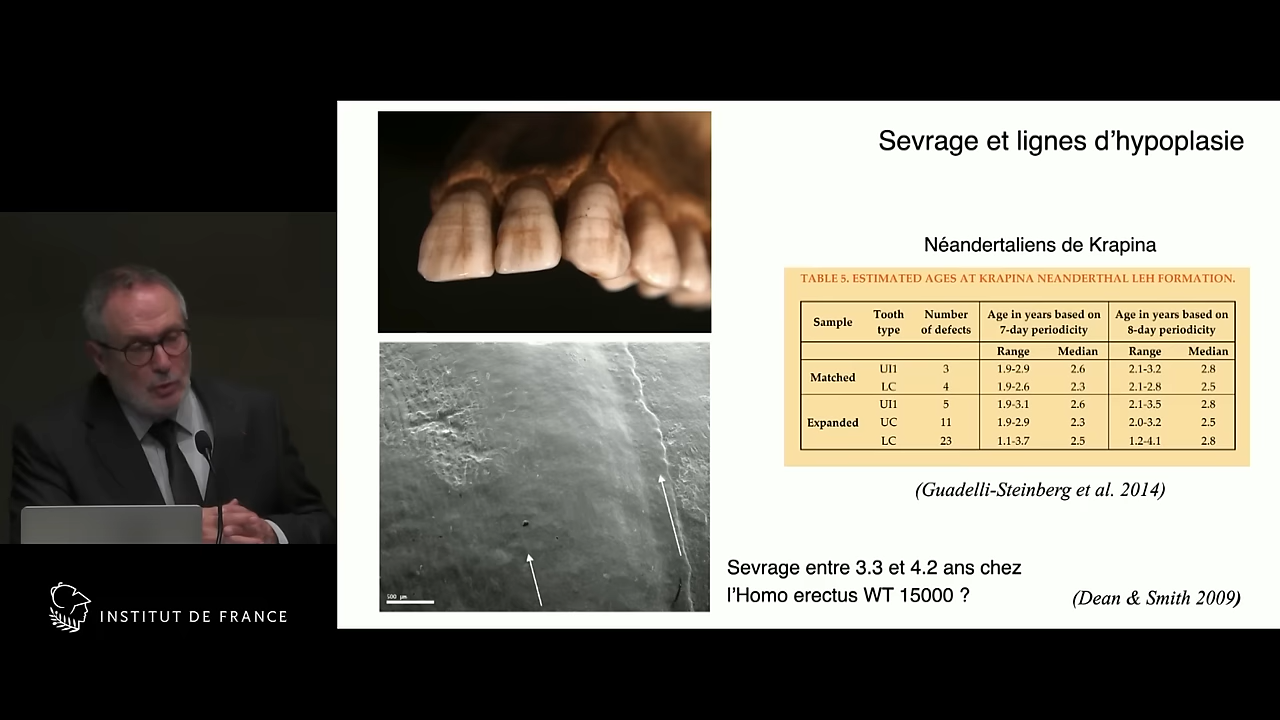 Sevrage et lignes d'hypoplasie
Néandertaliens de Krapina
TABLE 5. ESTIMATED AGES AT KRAPINA NEANDERTHAL LEH FORMATION.
Sample Tooth type Number of defects Age in years based on 7-day periodicity Age in years based on 8-day periodicity
Range Median Range Median
Matched UI1 3 1.9-2.9 2.6 2.1-3.2 2.8
LC 4 1.9-2.6 2.3 2.1-2.8 2.5
Expanded UI1 5 1.9-3.1 2.6 2.1-3.5 2.8
UC 11 1.9-2.9 2.3 2.0-3.2 2.5
LC 23 1.1-3.7 2.5 1.2-4.1 2.8
(Guadelli-Steinberg et al. 2014)
500 µm
Sevrage entre 3.3 et 4.2 ans chez
l'Homo erectus WT 15000 ?
(Dean & Smith 2009)
INSTITUT DE FRANCE